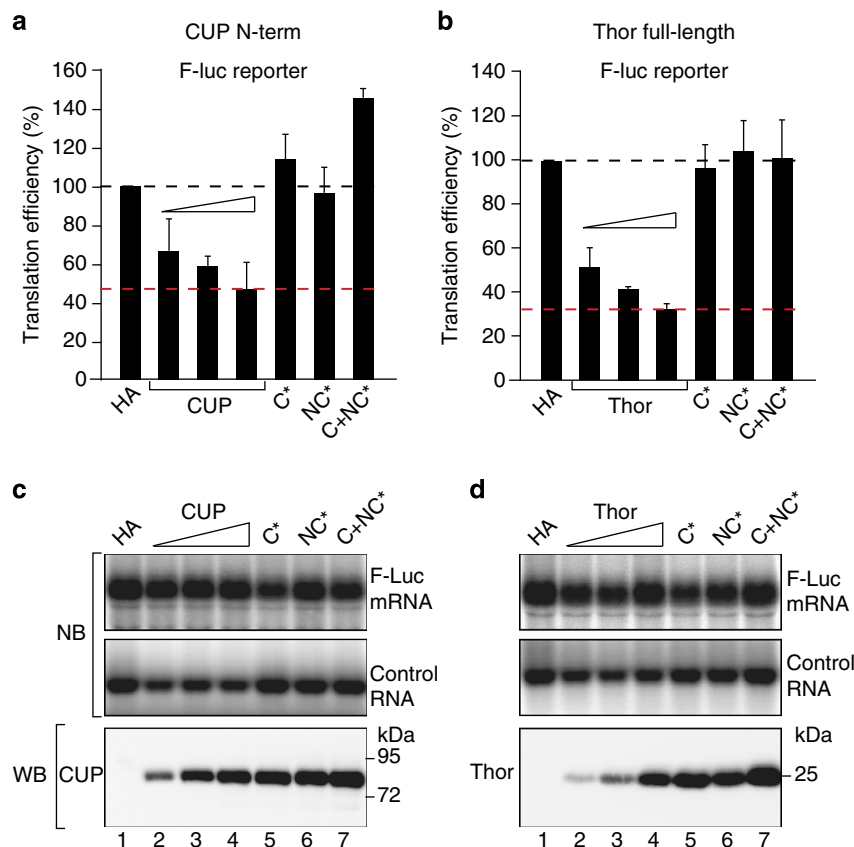 a
CUP N-term
F-luc reporter
Translation efficiency (%)
160
140
120
100
80
60
40
20
0
HA
CUP
C*
NC*
C+NC*
b
Thor full-length
F-luc reporter
Translation efficiency (%)
140
120
100
80
60
40
20
0
HA
Thor
C*
NC*
C+NC*
c
HA
CUP
C*
NC*
C+NC*
NB
F-Luc
mRNA
Control
RNA
WB
CUP
kDa
95
72
1 2 3 4 5 6 7
d
HA
Thor
C*
NC*
C+NC*
F-Luc
mRNA
Control
RNA
Thor
kDa
25
1 2 3 4 5 6 7